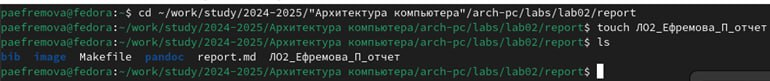 paefremova@fedora:~$ cd ~/work/study/2024-2025/"Архитектура компьютера"/arch-pc/labs/lab02/report
paefremova@fedora:~/work/study/2024-2025/Архитектура компьютера/arch-pc/labs/lab02/report$ touch Л02_Ефремова_П_отчет
paefremova@fedora:~/work/study/2024-2025/Архитектура компьютера/arch-pc/labs/lab02/report$ ls
bib image Makefile pandoc report.md Л02_Ефремова_П_отчет
paefremova@fedora:~/work/study/2024-2025/Архитектура компьютера/arch-pc/labs/lab02/report$